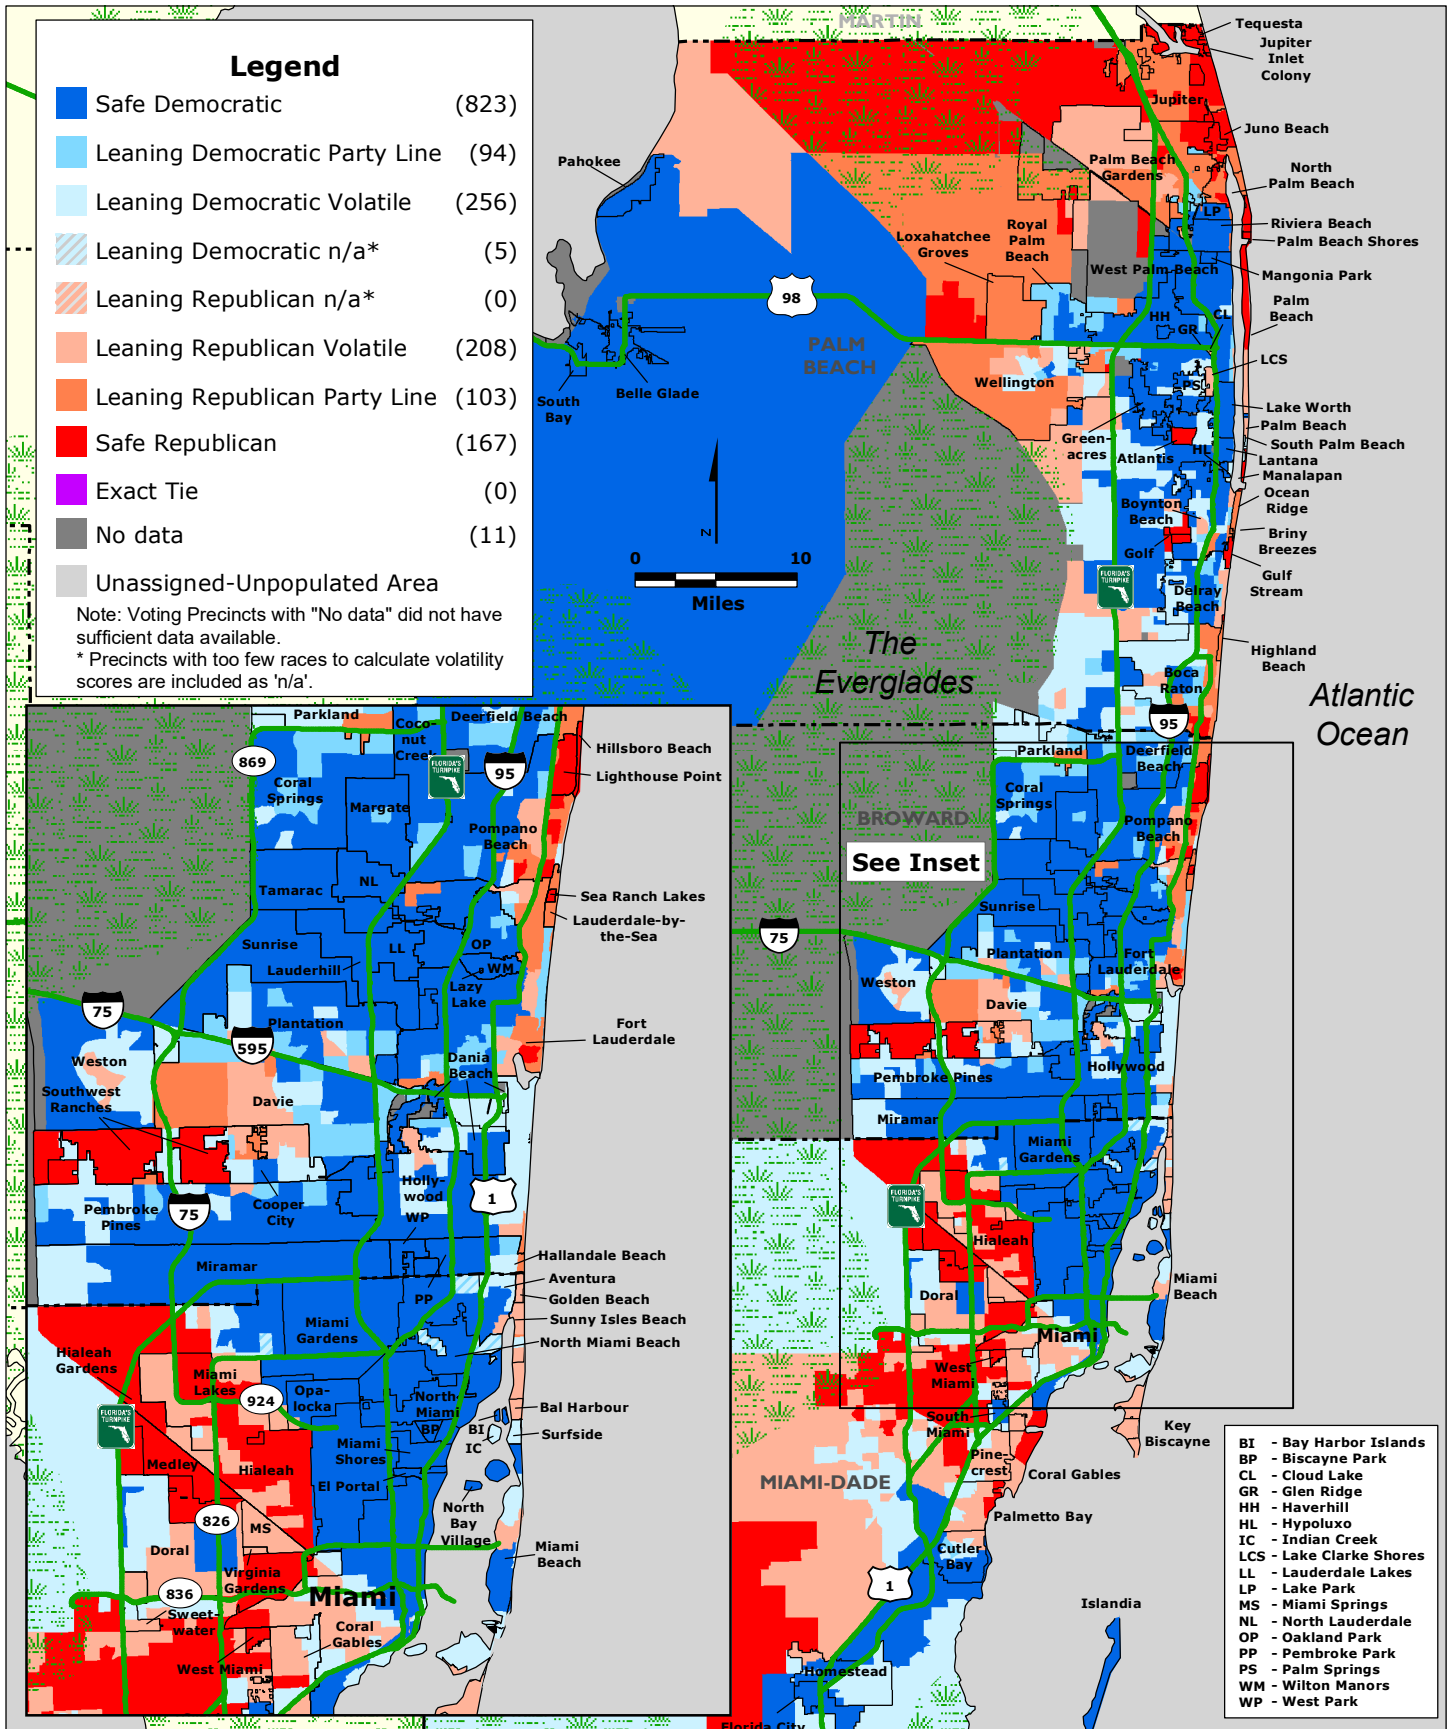 Legend
Safe Democratic (823)
Leaning Democratic Party Line (94)
Leaning Democratic Volatile (256)
Leaning Democratic n/a* (5)
Leaning Republican n/a* (0)
Leaning Republican Volatile (208)
Leaning Republican Party Line (103)
Safe Republican (167)
Exact Tie (0)
No data (11)
Unassigned-Unpopulated Area
Note: Voting Precincts with "No data" did not have
sufficient data available.
* Precincts with too few races to calculate volatility
scores are included as 'n/a'.
MARTIN
Tequesta
Jupiter
Inlet
Colony
Jupiter
Juno Beach
North
Palm Beach
Palm Beach
Gardens
LP
Riviera Beach
Palm Beach Shores
Pahokee
Loxahatchee
Groves
Royal
Palm
Beach
West Palm Beach
Mangonia Park
Palm
Beach
98
HH
GR
CL
PALM
BEACH
LCS
Wellington
PS
South
Bay
Belle Glade
Lake Worth
Palm Beach
South Palm Beach
Green-
acres
Atlantis
HL
Lantana
Manalapan
Ocean
Ridge
Boynton
Beach
Briny
Breezes
Golf
Gulf
Stream
N
0 10
Miles
FLORIDA'S
TURNPIKE
Delray
Beach
The
Everglades
Highland
Beach
Boca
Raton
95
Atlantic
Ocean
Parkland
Deerfield
Beach
Coral
Springs
BROWARD
Pompano
Beach
See Inset
Sunrise
75
Plantation
Fort
Lauderdale
Weston
Davie
Pembroke Pines
Hollywood
Miramar
Miami
Gardens
FLORIDA'S
TURNPIKE
Hialeah
Doral
Miami
Beach
Miami
West
Miami
South
Miami
Key
Biscayne
Pine-
crest
Coral Gables
MIAMI-DADE
Palmetto Bay
Cutler
Bay
1
Islandia
Homestead
Florida City
Parkland
Coco-
nut
Creek
Deerfield Beach
Hillsboro Beach
869
FLORIDA'S
TURNPIKE
95
Lighthouse Point
Coral
Springs
Margate
Pompano
Beach
Tamarac
NL
Sea Ranch Lakes
Lauderdale-by-
the-Sea
Sunrise
LL
OP
Lauderhill
WM
Lazy
Lake
75
Plantation
595
Fort
Lauderdale
Weston
Dania
Beach
Southwest
Ranches
Davie
Holly-
wood
1
Pembroke
Pines
75
Cooper
City
WP
Miramar
Hallandale Beach
Aventura
PP
Golden Beach
Miami
Gardens
Sunny Isles Beach
North Miami Beach
Hialeah
Gardens
Miami
Lakes
924
Opa-
locka
North
Miami
Bal Harbour
FLORIDA'S
TURNPIKE
BP
BI
IC
Surfside
Miami
Shores
Medley
Hialeah
El Portal
826
North
Bay
Village
MS
Doral
Miami
Beach
Virginia
Gardens
836
Miami
Sweet-
water
Coral
Gables
West Miami
BI - Bay Harbor Islands
BP - Biscayne Park
CL - Cloud Lake
GR - Glen Ridge
HH - Haverhill
HL - Hypoluxo
IC - Indian Creek
LCS - Lake Clarke Shores
LL - Lauderdale Lakes
LP - Lake Park
MS - Miami Springs
NL - North Lauderdale
OP - Oakland Park
PP - Pembroke Park
PS - Palm Springs
WM - Wilton Manors
WP - West Park